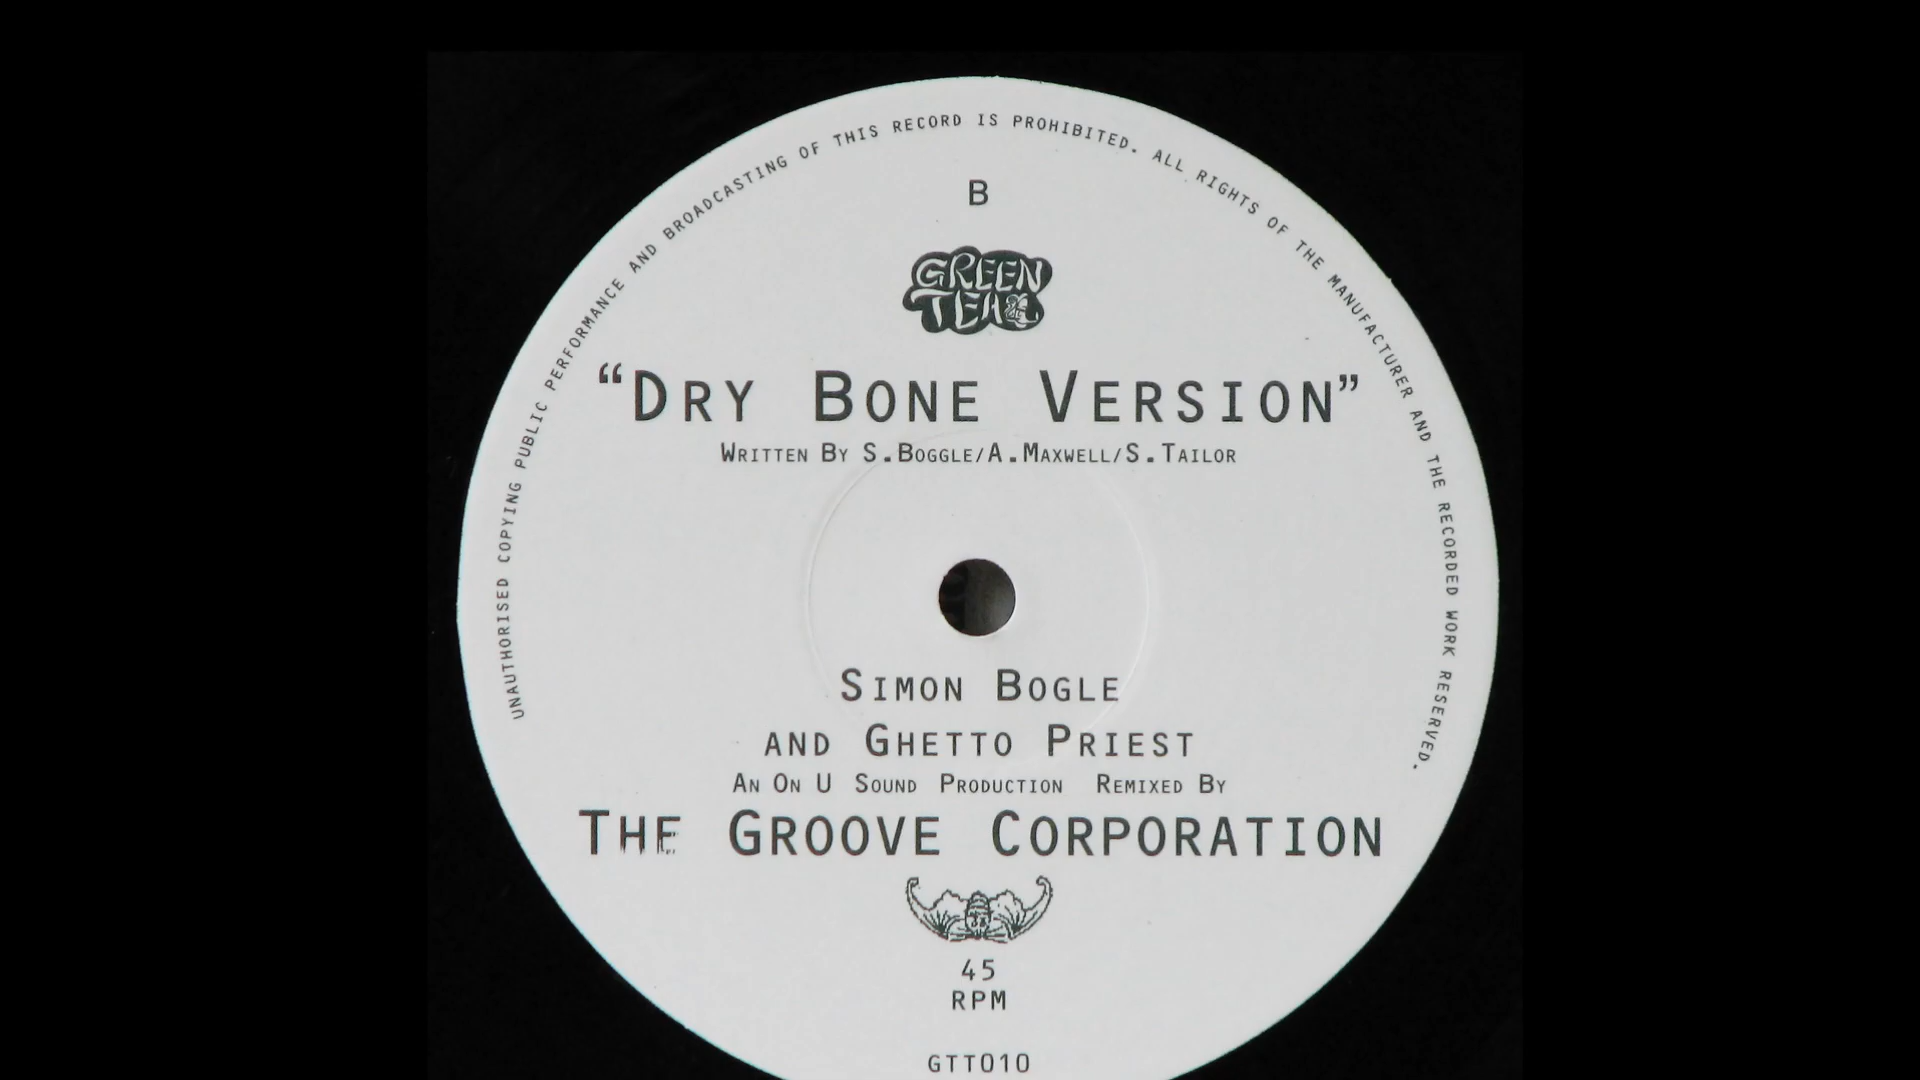 UNAUTHORISED COPYING PUBLIC PERFORMANCE AND BROADCASTING OF THIS RECORD IS PROHIBITED. ALL RIGHTS OF THE MANUFACTURER AND THE RECORDED WORK RESERVED.
B
GREEN
TEA
“DRY BONE VERSION”
WRITTEN BY S.BOGGLE/A.MAXWELL/S.TAILOR
SIMON BOGLE
AND GHETTO PRIEST
AN ON U SOUND PRODUCTION REMIXED BY
THE GROOVE CORPORATION
45
RPM
GTT010